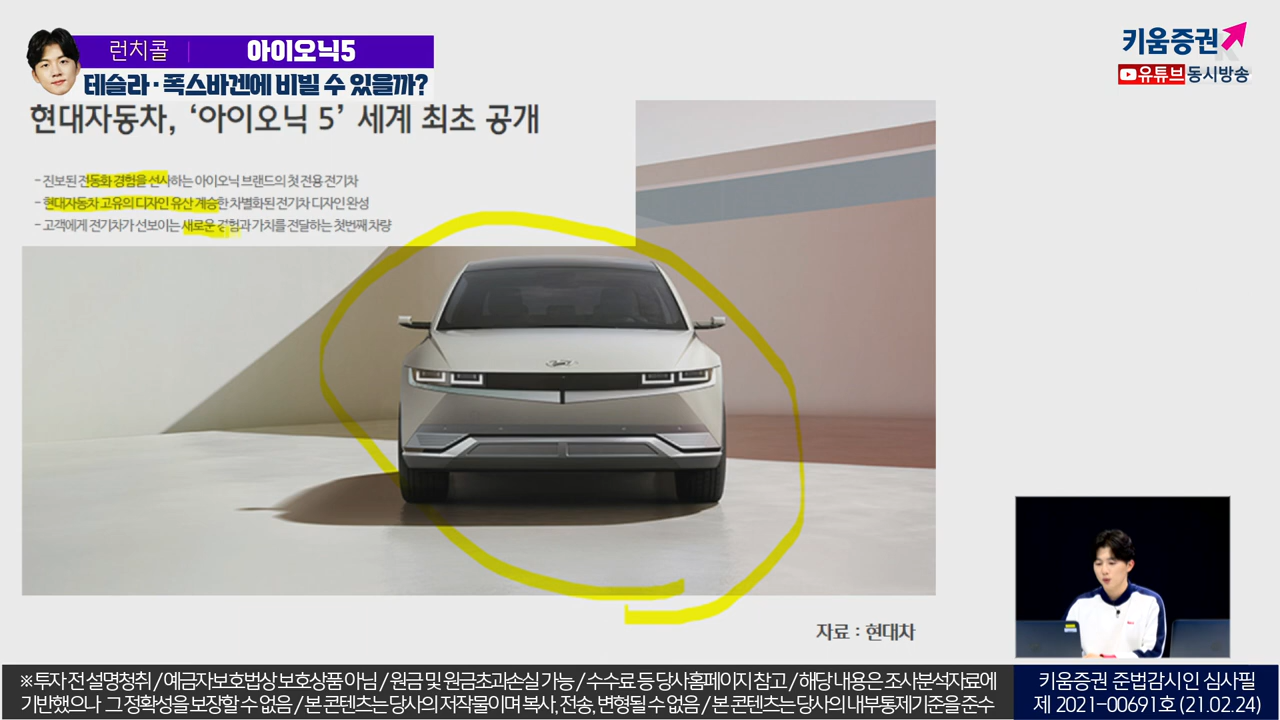 런치콜 | 아이오닉5
테슬라·폭스바겐에 비빌 수 있을까?
키움증권
유튜브 동시방송
현대자동차, ‘아이오닉 5’ 세계 최초 공개
- 진보된 전동화 경험을 선사하는 아이오닉 브랜드의 첫 전용 전기차
- 현대자동차 고유의 디자인 유산 계승한 차별화된 전기차 디자인 완성
- 고객에게 전기차가 선보이는 새로운 경험과 가치를 전달하는 첫번째 차량
자료 : 현대차
※ 투자 전 설명청취 / 예금자보호법상 보호상품 아님 / 원금 및 원금초과손실 가능 / 수수료 등 당사홈페이지 참고 / 해당 내용은 조사분석자료에
기반했으나 그 정확성을 보장할 수 없음 / 본 콘텐츠는 당사의 저작물이며 복사, 전송, 변형될 수 없음 / 본 콘텐츠는 당사의 내부통제기준을 준수
키움증권 준법감시인 심사필
제 2021-00691호 (21.02.24)